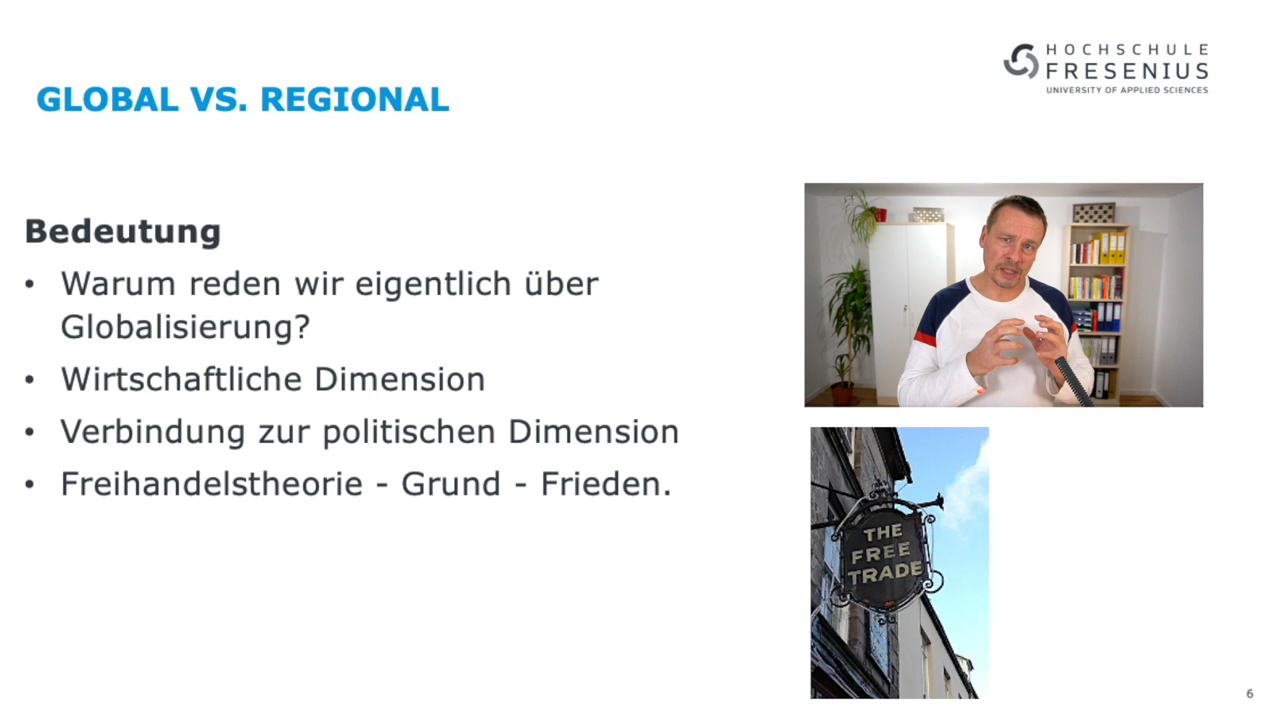 HOCHSCHULE
FRESENIUS
UNIVERSITY OF APPLIED SCIENCES
GLOBAL VS. REGIONAL
Bedeutung
• Warum reden wir eigentlich über
Globalisierung?
• Wirtschaftliche Dimension
• Verbindung zur politischen Dimension
• Freihandelstheorie - Grund - Frieden.
THE
FREE
TRADE
6